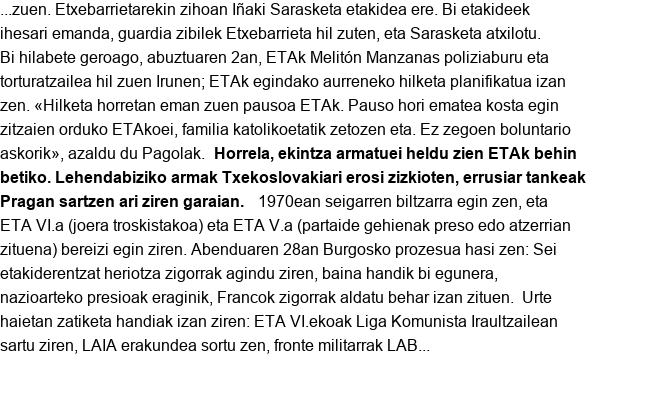 ...zuen. Etxebarrietarekin zihoan Iñaki Sarasketa etakidea ere. Bi etakideek
ihesari emanda, guardia zibilek Etxebarrieta hil zuten, eta Sarasketa atxilotu.
Bi hilabete geroago, abuztuaren 2an, ETAk Melitón Manzanas poliziaburu eta
torturatzailea hil zuen Irunen; ETAk egindako aurreneko hilketa planifikatua izan
zen. «Hilketa horretan eman zuen pausoa ETAk. Pauso hori ematea kosta egin
zitzaien orduko ETAkoei, familia katolikoetatik zetozen eta. Ez zegoen boluntario
askorik», azaldu du Pagolak. Horrela, ekintza armatuei heldu zien ETAk behin
betiko. Lehendabiziko armak Txekoslovakiari erosi zizkioten, errusiar tankeak
Pragan sartzen ari ziren garaian. 1970ean seigarren biltzarra egin zen, eta
ETA VI.a (joera troskistakoa) eta ETA V.a (partaide gehienak preso edo atzerrian
zituena) bereizi egin ziren. Abenduaren 28an Burgosko prozesua hasi zen: Sei
etakiderentzat heriotza zigorrak agindu ziren, baina handik bi egunera,
nazioarteko presioak eraginik, Francok zigorrak aldatu behar izan zituen. Urte
haietan zatiketa handiak izan ziren: ETA VI.ekoak Liga Komunista Iraultzailean
sartu ziren, LAIA erakundea sortu zen, fronte militarrak LAB...